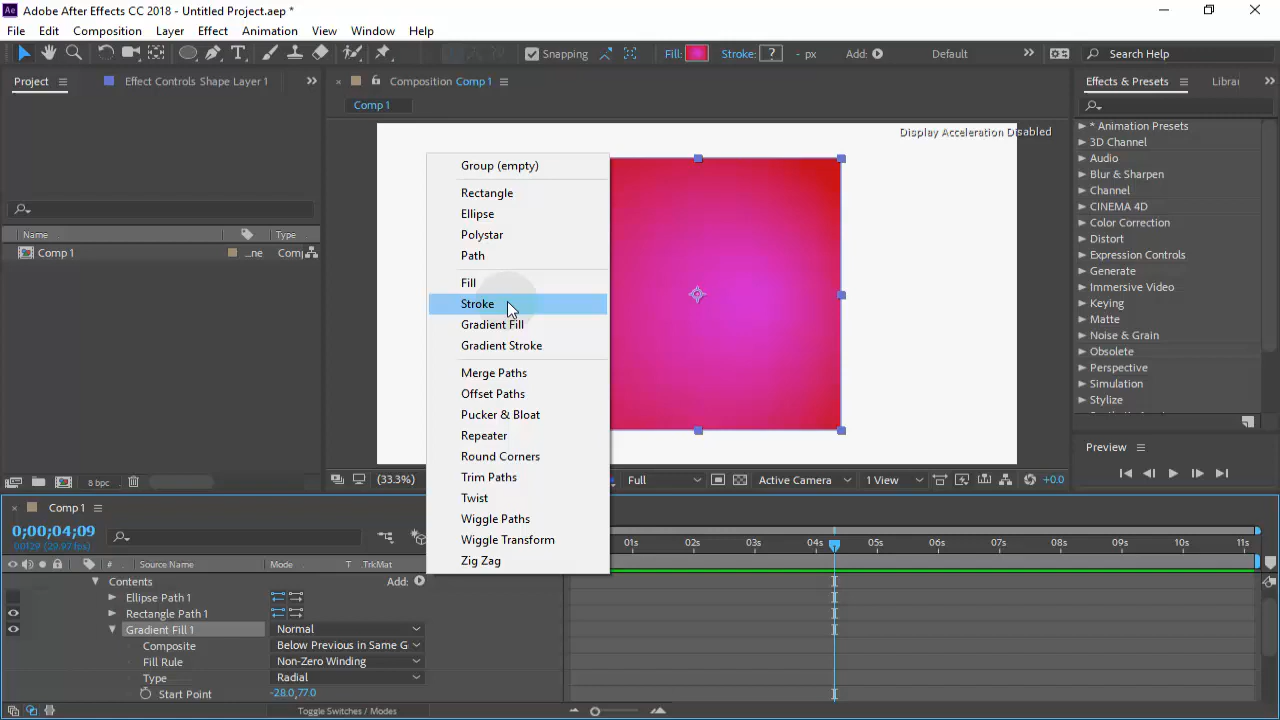 Ae Adobe After Effects CC 2018 - Untitled Project.aep *
File Edit Composition Layer Effect Animation View Window Help
Snapping Fill: Stroke: ? - px Add: Default Search Help
Project Effect Controls Shape Layer 1
Composition Comp 1
Effects & Presets Librar
Comp 1
Display Acceleration Disabled
Name Type
Comp 1 ...ne Comp
8 bpc
Group (empty)
Rectangle
Ellipse
Polystar
Path
Fill
Stroke
Gradient Fill
Gradient Stroke
Merge Paths
Offset Paths
Pucker & Bloat
Repeater
Round Corners
Trim Paths
Twist
Wiggle Paths
Wiggle Transform
Zig Zag
* Animation Presets
3D Channel
Audio
Blur & Sharpen
Channel
CINEMA 4D
Color Correction
Distort
Expression Controls
Generate
Immersive Video
Keying
Matte
Noise & Grain
Obsolete
Perspective
Simulation
Stylize
Preview
(33.3%) Full Active Camera 1 View +0.0
Comp 1
0;00;04;09
00129 (29.97 fps)
01s 02s 03s 04s 05s 06s 07s 08s 09s 10s 11s
# Source Name Mode T .TrkMat
Contents Add:
Ellipse Path 1
Rectangle Path 1
Gradient Fill 1 Normal
Composite Below Previous in Same G
Fill Rule Non-Zero Winding
Type Radial
Start Point -28.0,77.0
Toggle Switches / Modes